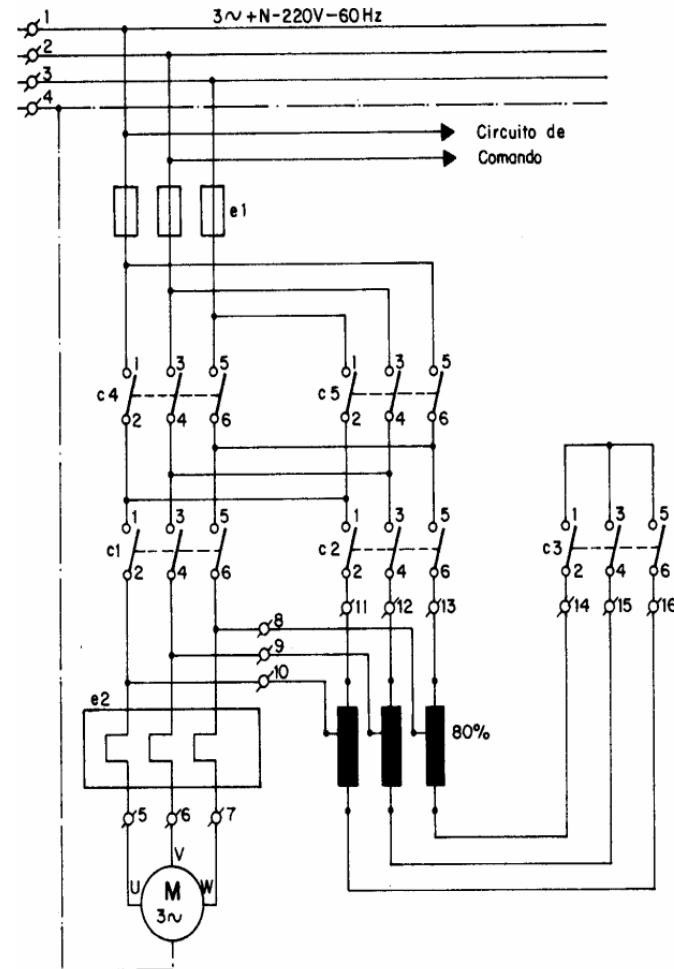 1 3~+N-220V-60Hz
2
3
4
Circuito de
Comando
e1
1 3 5 1 3 5
c4 c5
2 4 6 2 4 6
1 3 5 1 3 5 1 3 5
c1 c2 c3
2 4 6 2 4 6 2 4 6
11 12 13 14 15 16
8
9
10
e2
80%
5 6 7
V
U M W
3~